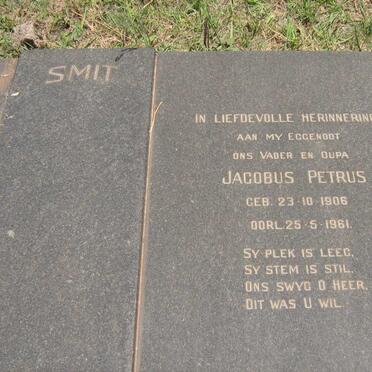 SMIT
IN LIEFDEVOLLE HERINNERING
AAN MY EGGENOOT
ONS VADER EN OUPA
JACOBUS PETRUS
GEB. 23-10-1906
OORL. 25-5-1961.
SY PLEK IS LEEG,
SY STEM IS STIL,
ONS SWYG O HEER,
DIT WAS U WIL.